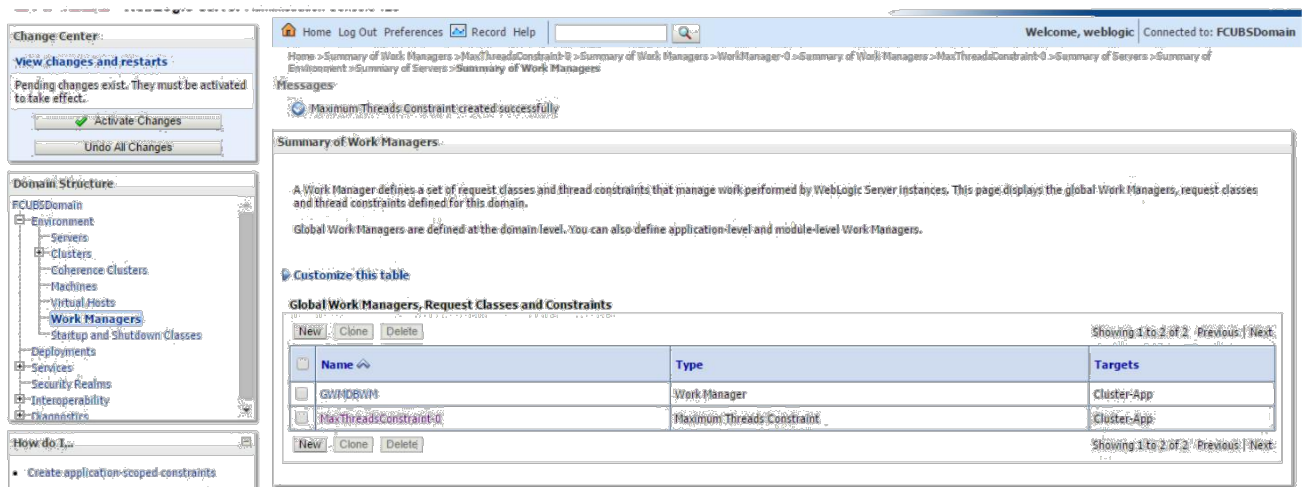 Change Center
View changes and restarts
Pending changes exist. They must be activated
to take effect.
Activate Changes
Undo All Changes
Domain Structure
FCUBSDomain
Environment
Servers
Clusters
Coherence Clusters
Machines
Virtual Hosts
Work Managers
Startup and Shutdown Classes
Deployments
Services
Security Realms
Interoperability
Diagnostics
How do I...
Create application-scoped constraints
Home Log Out Preferences Record Help
Welcome, weblogic Connected to: FCUBSDomain
Home >Summary of Work Managers >MaxThreadsConstraint-0 >Summary of Work Managers >WorkManager-0 >Summary of Work Managers >MaxThreadsConstraint-0 >Summary of Servers >Summary of
Environment >Summary of Servers >Summary of Work Managers
Messages
Maximum Threads Constraint created successfully
Summary of Work Managers
A Work Manager defines a set of request classes and thread constraints that manage work performed by WebLogic Server instances. This page displays the global Work Managers, request classes
and thread constraints defined for this domain.
Global Work Managers are defined at the domain level. You can also define application-level and module-level Work Managers.
Customize this table
Global Work Managers, Request Classes and Constraints
New Clone Delete Showing 1 to 2 of 2 Previous | Next
Name Type Targets
GWMDBWM Work Manager Cluster-App
MaxThreadsConstraint-0 Maximum Threads Constraint Cluster-App
New Clone Delete Showing 1 to 2 of 2 Previous | Next